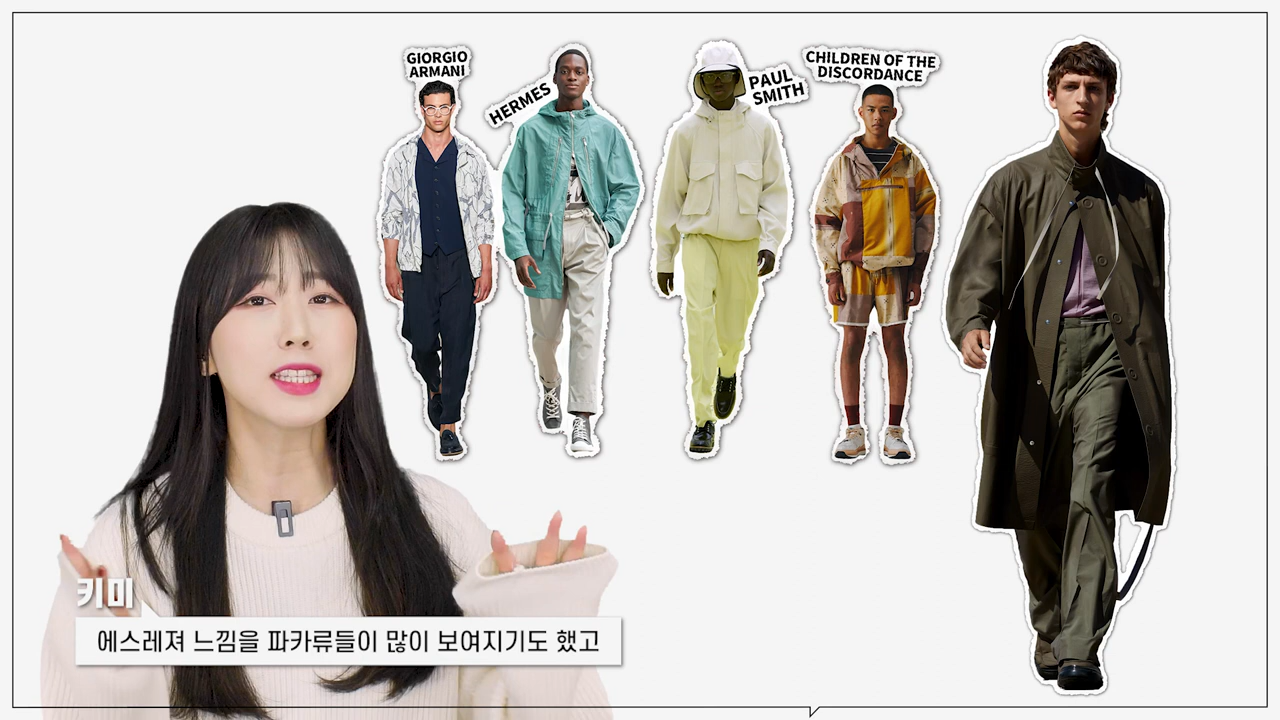 GIORGIO
ARMANI
HERMES
PAUL
SMITH
CHILDREN OF THE
DISCORDANCE
키미
에스레져 느낌을 파카류들이 많이 보여지기도 했고